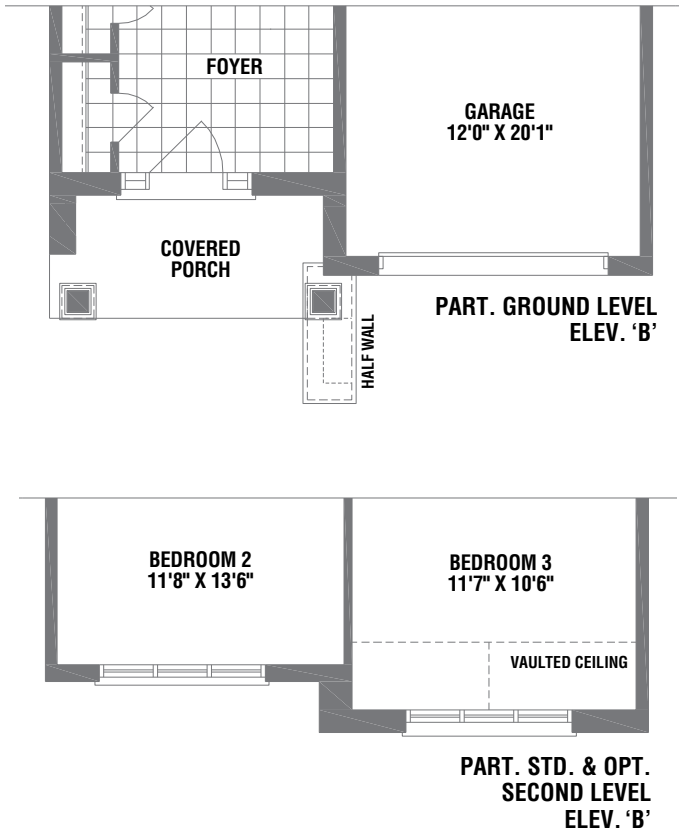 FOYER
GARAGE
12'0" X 20'1"
COVERED
PORCH
PART. GROUND LEVEL
ELEV. ‘B’
HALF WALL
BEDROOM 2
11'8" X 13'6"
BEDROOM 3
11'7" X 10'6"
VAULTED CEILING
PART. STD. & OPT.
SECOND LEVEL
ELEV. ‘B’